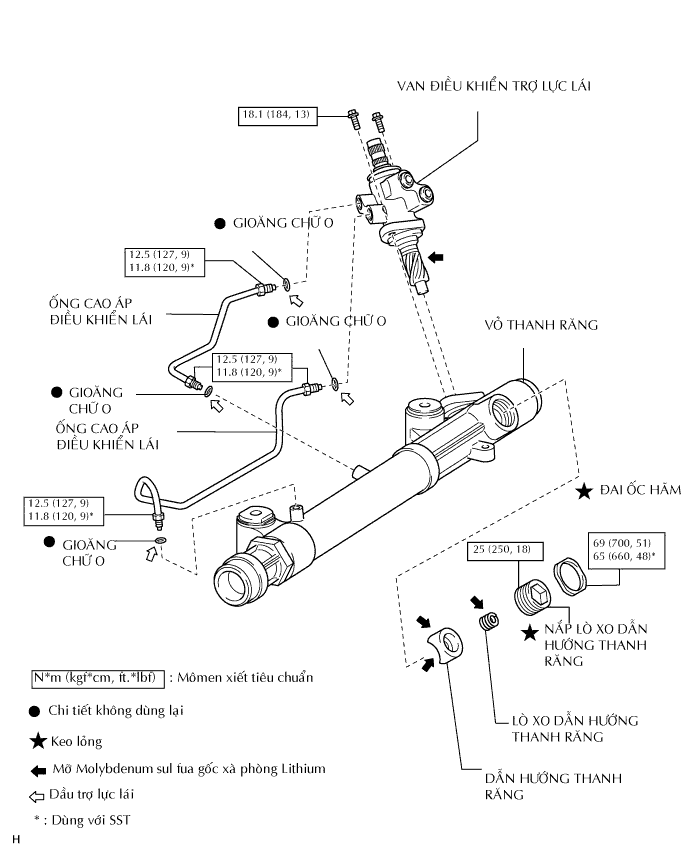 VAN ĐIỀU KHIỂN TRỢ LỰC LÁI
18.1 (184, 13)
GIOĂNG CHỮ O
12.5 (127, 9)
11.8 (120, 9)*
ỐNG CAO ÁP
ĐIỀU KHIỂN LÁI
GIOĂNG CHỮ O
VỎ THANH RĂNG
12.5 (127, 9)
11.8 (120, 9)*
GIOĂNG
CHỮ O
ỐNG CAO ÁP
ĐIỀU KHIỂN LÁI
ĐAI ỐC HÃM
12.5 (127, 9)
11.8 (120, 9)*
GIOĂNG
CHỮ O
25 (250, 18)
69 (700, 51)
65 (660, 48)*
NẮP LÒ XO DẪN
HƯỚNG THANH
RĂNG
N*m (kgf*cm, ft.*lbf) : Mômen xiết tiêu chuẩn
Chi tiết không dùng lại
LÒ XO DẪN HƯỚNG
THANH RĂNG
Keo lỏng
Mỡ Molybdenum sul fua gốc xà phòng Lithium
DẪN HƯỚNG THANH
RĂNG
Dầu trợ lực lái
* : Dùng với SST
H